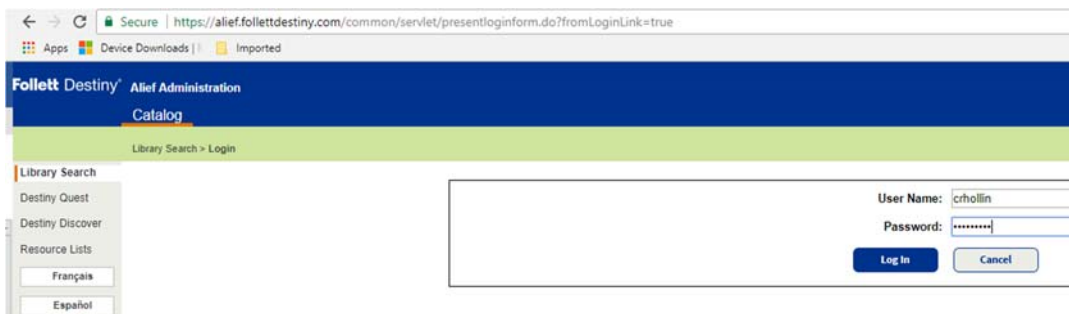 Secure | https://alief.follettdestiny.com/common/servlet/presentloginform.do?fromLoginLink=true
Apps Device Downloads | Imported
Follett Destiny® Alief Administration
Catalog
Library Search > Login
Library Search
Destiny Quest
Destiny Discover
Resource Lists
Français
Español
User Name: crhollin
Password: •••••••••
Log In Cancel